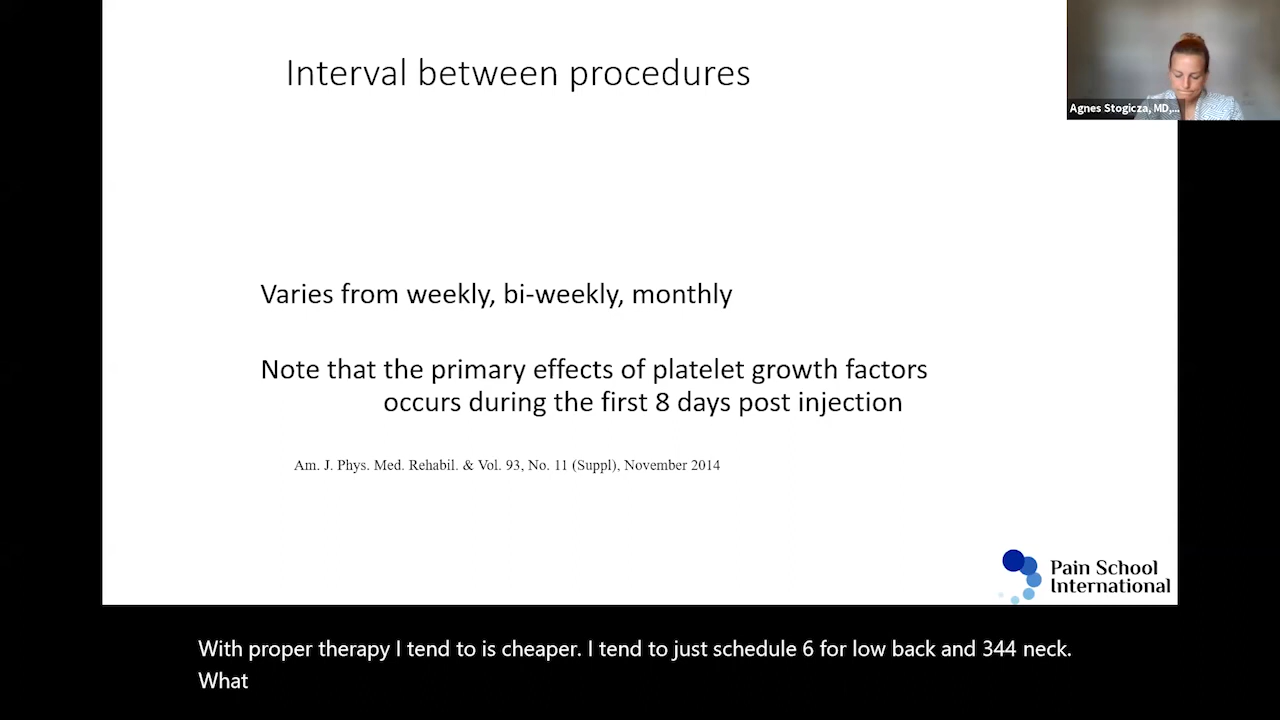 Interval between procedures
Agnes Stogicza, MD,...
Varies from weekly, bi-weekly, monthly
Note that the primary effects of platelet growth factors
occurs during the first 8 days post injection
Am. J. Phys. Med. Rehabil. & Vol. 93, No. 11 (Suppl), November 2014
Pain School
International
With proper therapy I tend to is cheaper. I tend to just schedule 6 for low back and 344 neck.
What